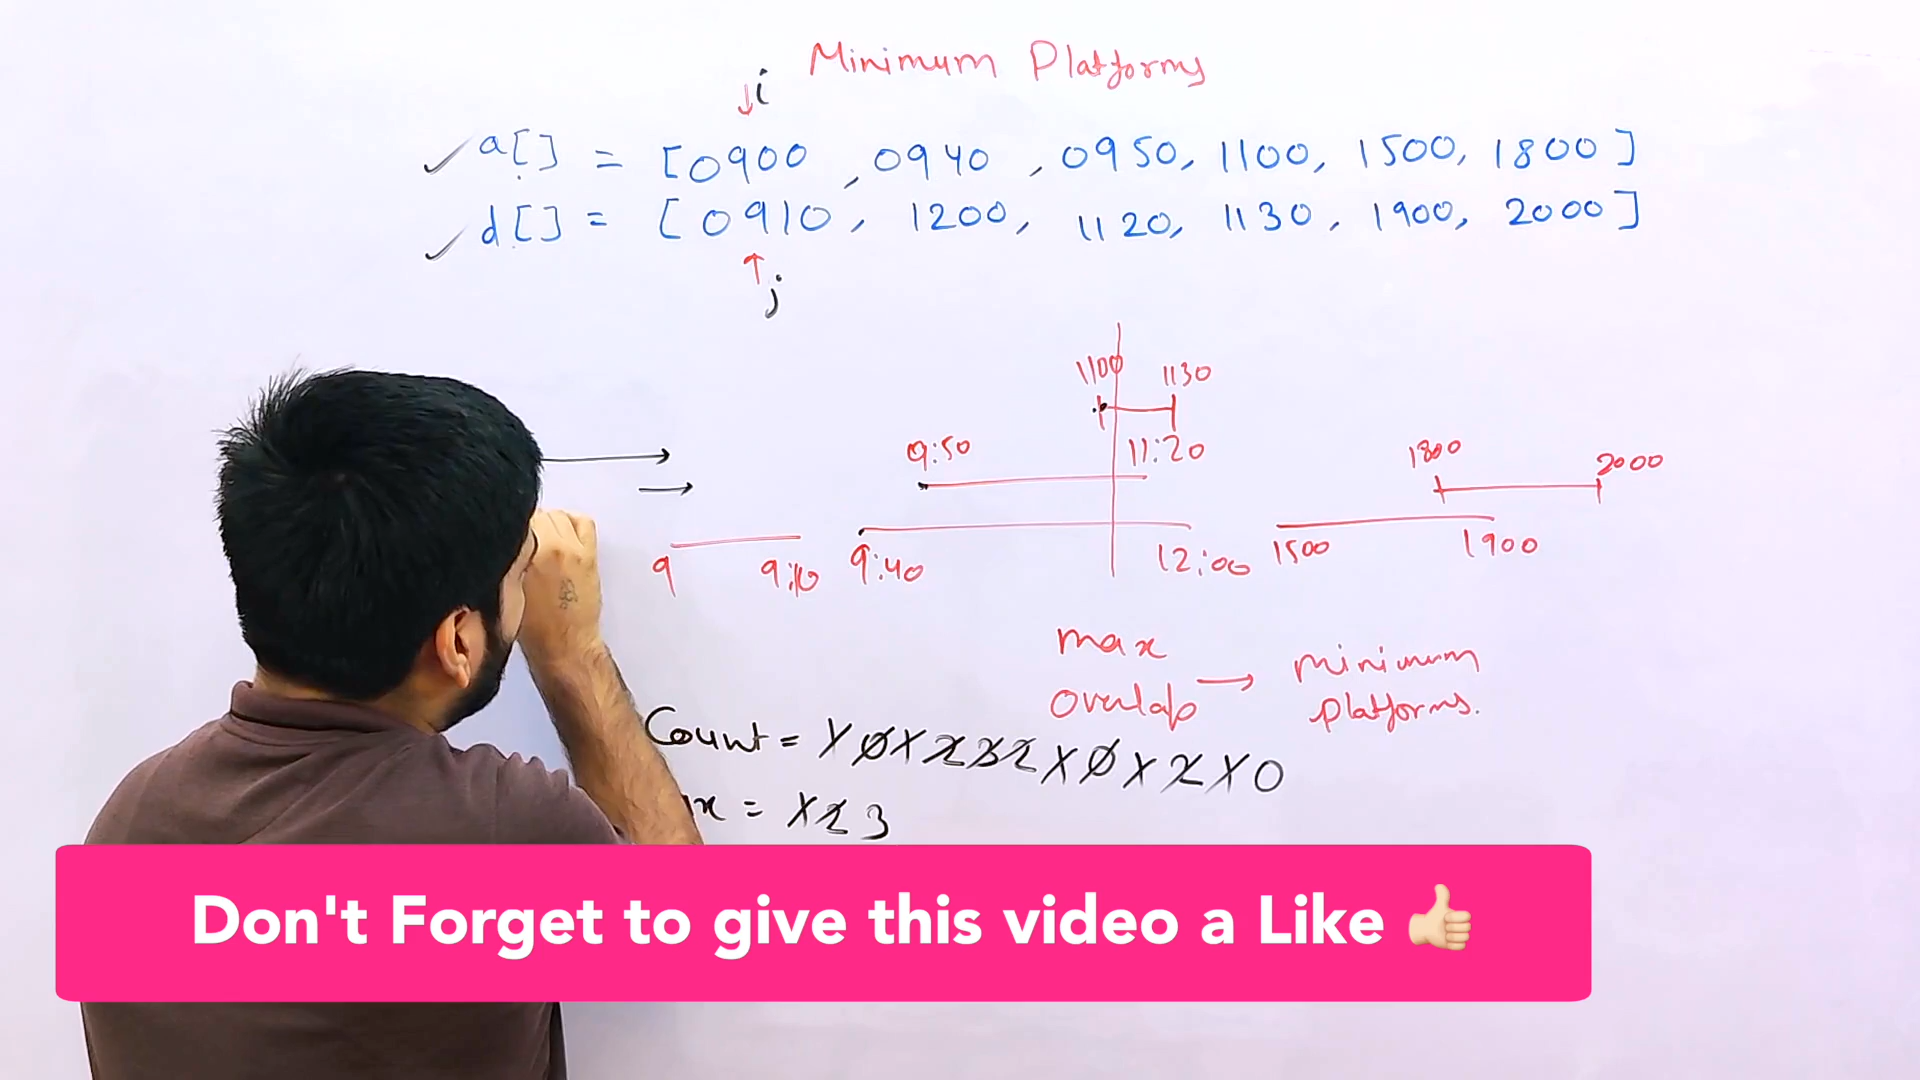 Minimum Platforms
i
a[] = [0900, 0940, 0950, 1100, 1500, 1800]
d[] = [0910, 1200, 1120, 1130, 1900, 2000]
j
1100 1130
9:50 11:20 1800 2000
9 9:10 9:40 12:00 1500 1900
max overlap → minimum platforms.
Count = 1 0 1 2 3 2 1 0 1 2 1 0
= 1 2 3
Don't Forget to give this video a Like 👍🏼